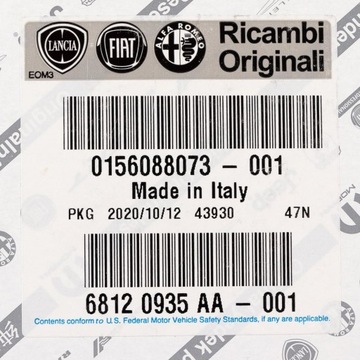 LANCIA
FIAT
ALFA ROMEO
Ricambi
Originali
EOM3
0156088073 - 001
Made in Italy
PKG 2020/10/12 43930 47N
6812 0935 AA - 001
Contents conform to U.S. Federal Motor Vehicle Safety Standards, if any are applicable.